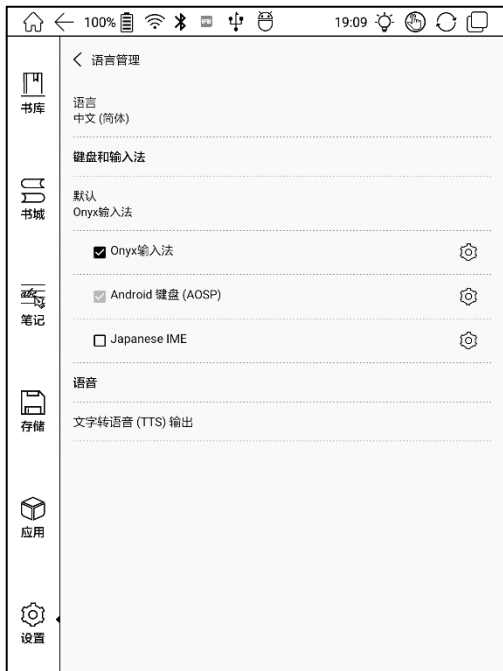 100%
19:09
语言管理
书库
语言
中文 (简体)
键盘和输入法
书城
默认
Onyx输入法
Onyx输入法
abc
笔记
Android 键盘 (AOSP)
Japanese IME
语音
存储
文字转语音 (TTS) 输出
应用
设置